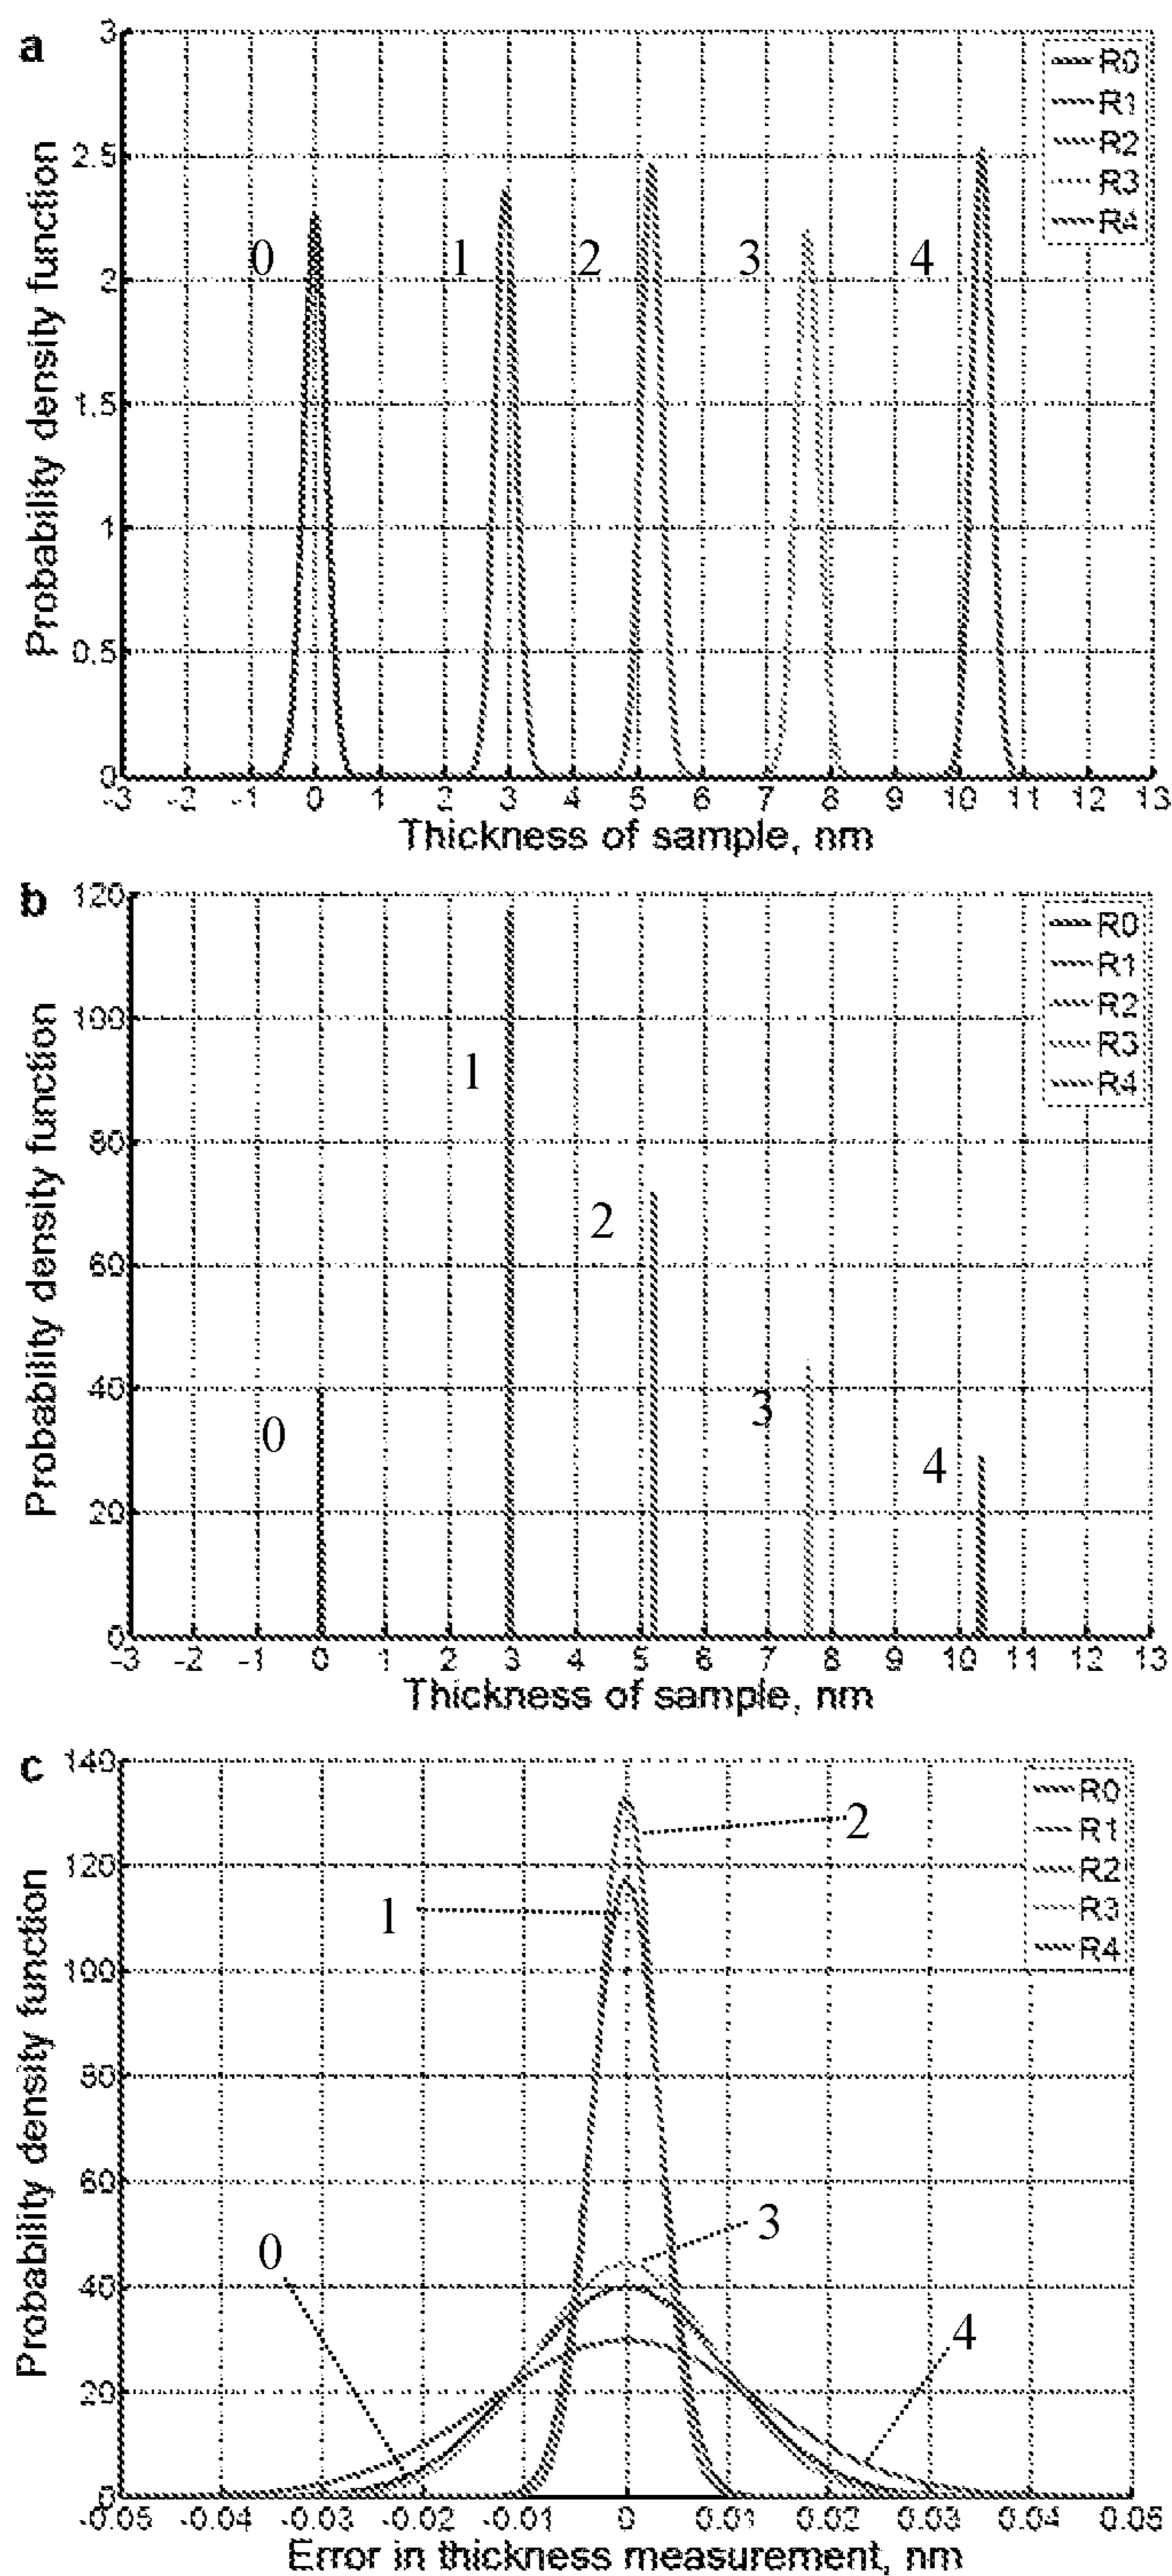 a
3
2.5
2
1.5
1
0.5
0
Probability density function
0
1
2
3
4
R0
R1
R2
R3
R4
-3 -2 -1 0 1 2 3 4 5 6 7 8 9 10 11 12 13
Thickness of sample, nm
b
120
100
80
60
40
20
0
Probability density function
0
1
2
3
4
R0
R1
R2
R3
R4
-3 -2 -1 0 1 2 3 4 5 6 7 8 9 10 11 12 13
Thickness of sample, nm
c
140
120
100
80
60
40
20
0
Probability density function
2
1
3
0
4
R0
R1
R2
R3
R4
-0.05 -0.04 -0.03 -0.02 -0.01 0 0.01 0.02 0.03 0.04 0.05
Error in thickness measurement, nm